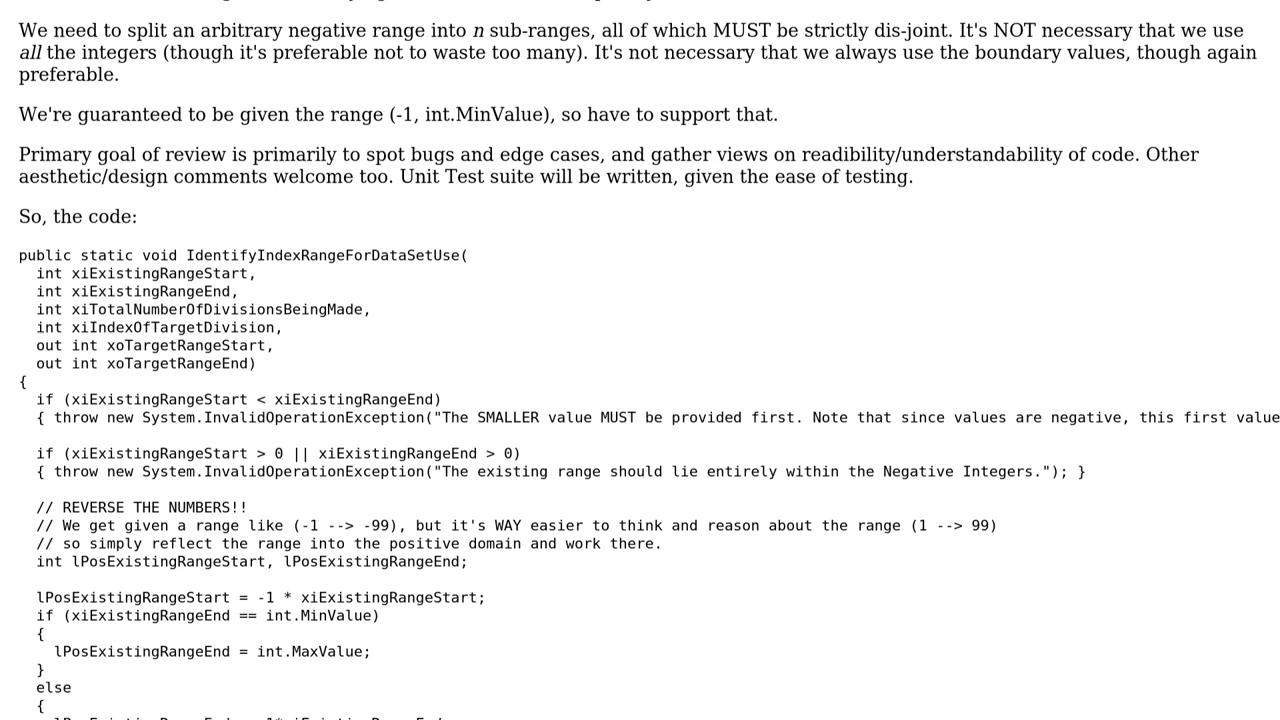 We need to split an arbitrary negative range into n sub-ranges, all of which MUST be strictly dis-joint. It's NOT necessary that we use
all the integers (though it's preferable not to waste too many). It's not necessary that we always use the boundary values, though again
preferable.
We're guaranteed to be given the range (-1, int.MinValue), so have to support that.
Primary goal of review is primarily to spot bugs and edge cases, and gather views on readibility/understandability of code. Other
aesthetic/design comments welcome too. Unit Test suite will be written, given the ease of testing.
So, the code:
public static void IdentifyIndexRangeForDataSetUse(
  int xiExistingRangeStart,
  int xiExistingRangeEnd,
  int xiTotalNumberOfDivisionsBeingMade,
  int xiIndexOfTargetDivision,
  out int xoTargetRangeStart,
  out int xoTargetRangeEnd)
{
  if (xiExistingRangeStart < xiExistingRangeEnd)
  { throw new System.InvalidOperationException("The SMALLER value MUST be provided first. Note that since values are negative, this first value
  if (xiExistingRangeStart > 0 || xiExistingRangeEnd > 0)
  { throw new System.InvalidOperationException("The existing range should lie entirely within the Negative Integers."); }
  // REVERSE THE NUMBERS!!
  // We get given a range like (-1 --> -99), but it's WAY easier to think and reason about the range (1 --> 99)
  // so simply reflect the range into the positive domain and work there.
  int lPosExistingRangeStart, lPosExistingRangeEnd;
  lPosExistingRangeStart = -1 * xiExistingRangeStart;
  if (xiExistingRangeEnd == int.MinValue)
  {
    lPosExistingRangeEnd = int.MaxValue;
  }
  else
  {